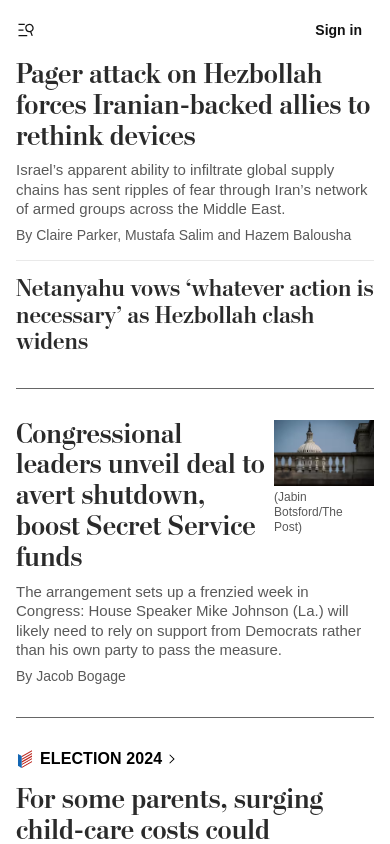 Sign in
Pager attack on Hezbollah
forces Iranian-backed allies to
rethink devices
Israel’s apparent ability to infiltrate global supply
chains has sent ripples of fear through Iran’s network
of armed groups across the Middle East.
By Claire Parker, Mustafa Salim and Hazem Balousha
Netanyahu vows ‘whatever action is
necessary’ as Hezbollah clash
widens
Congressional
leaders unveil deal to
avert shutdown,
boost Secret Service
funds
(Jabin
Botsford/The
Post)
The arrangement sets up a frenzied week in
Congress: House Speaker Mike Johnson (La.) will
likely need to rely on support from Democrats rather
than his own party to pass the measure.
By Jacob Bogage
ELECTION 2024
For some parents, surging
child-care costs could